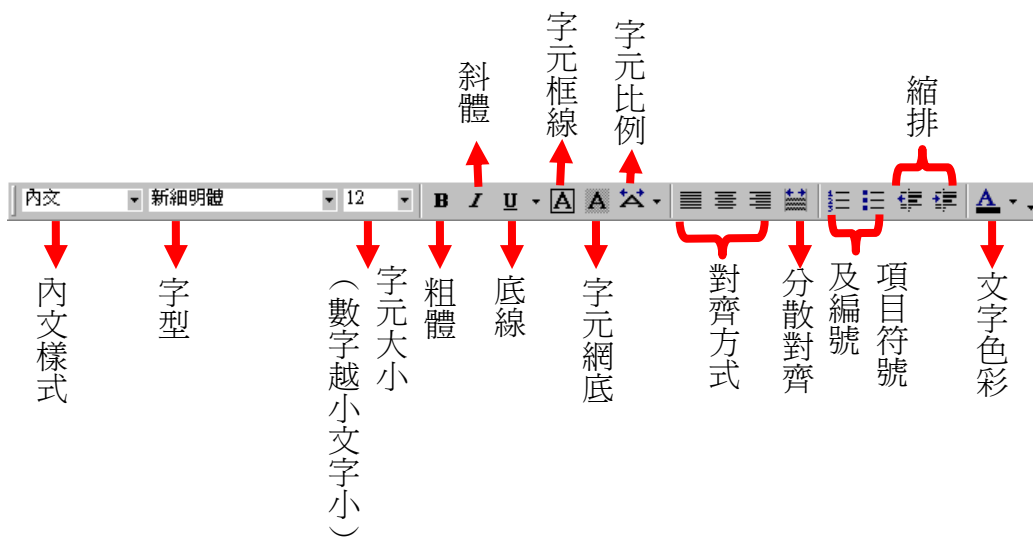 斜體
字元框線
字元比例
縮排
內文
新細明體
12
B
I
U
A
A
A
內文樣式
字型
字元大小
（數字越小文字小）
粗體
底線
字元網底
對齊方式
分散對齊
項目符號
及編號
文字色彩